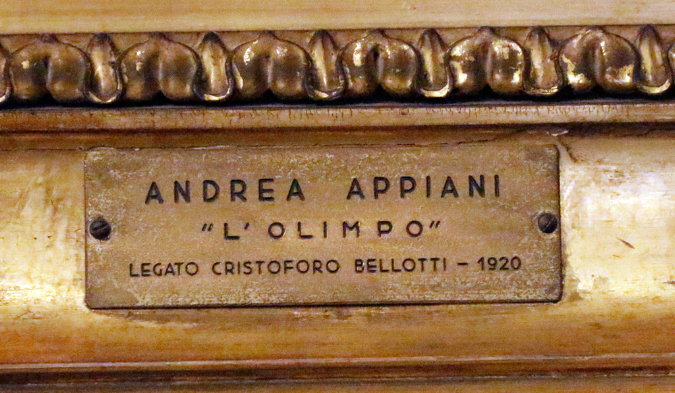 ANDREA APPIANI
"L'OLIMPO"
LEGATO CRISTOFORO BELLOTTI - 1920